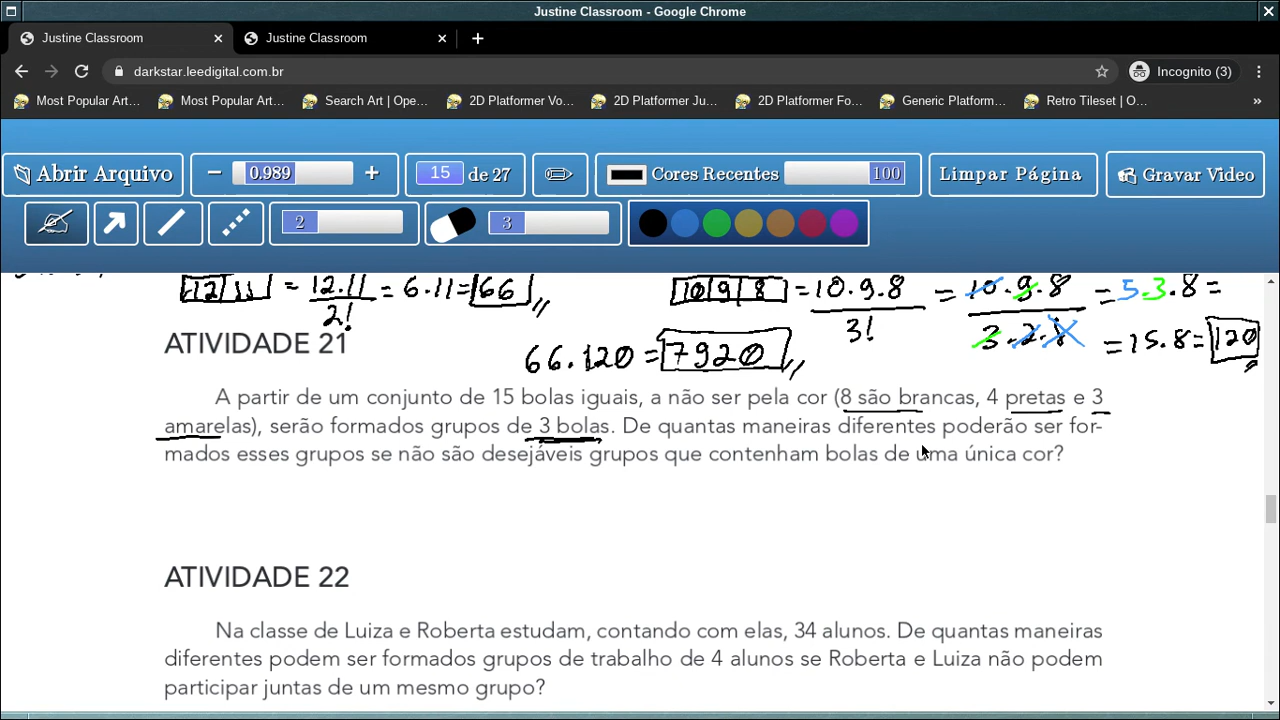 Justine Classroom - Google Chrome
Justine Classroom
Justine Classroom
darkstar.leedigital.com.br
Incognito (3)
Most Popular Art...
Most Popular Art...
Search Art | Ope...
2D Platformer Vo...
2D Platformer Ju...
2D Platformer Fo...
Generic Platform...
Retro Tileset | O...
Abrir Arquivo
0.989
15 de 27
Cores Recentes
100
Limpar Página
Gravar Video
2
3
12 11 = 12.11 / 2! = 6.11 = 66
10 9 8 = 10.9.8 / 3! = 10.9.8 / 3.2.1 = 5.3.8 =
= 15.8 = 120
ATIVIDADE 21
66.120 = 7920
A partir de um conjunto de 15 bolas iguais, a não ser pela cor (8 são brancas, 4 pretas e 3
amarelas), serão formados grupos de 3 bolas. De quantas maneiras diferentes poderão ser for-
mados esses grupos se não são desejáveis grupos que contenham bolas de uma única cor?
ATIVIDADE 22
Na classe de Luiza e Roberta estudam, contando com elas, 34 alunos. De quantas maneiras
diferentes podem ser formados grupos de trabalho de 4 alunos se Roberta e Luiza não podem
participar juntas de um mesmo grupo?